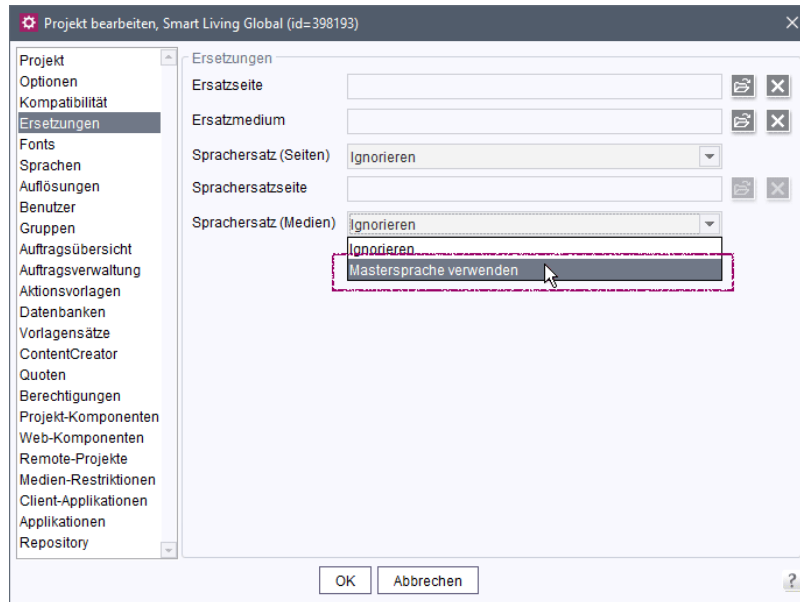 Projekt bearbeiten, Smart Living Global (id=398193)
Projekt
Optionen
Kompatibilität
Ersetzungen
Fonts
Sprachen
Auflösungen
Benutzer
Gruppen
Auftragsübersicht
Auftragsverwaltung
Aktionsvorlagen
Datenbanken
Vorlagensätze
ContentCreator
Quoten
Berechtigungen
Projekt-Komponenten
Web-Komponenten
Remote-Projekte
Medien-Restriktionen
Client-Applikationen
Applikationen
Repository
Ersetzungen
Ersatzseite
Ersatzmedium
Sprachersatz (Seiten) Ignorieren
Sprachersatzseite
Sprachersatz (Medien) Ignorieren
Ignorieren
Mastersprache verwenden
OK Abbrechen
?